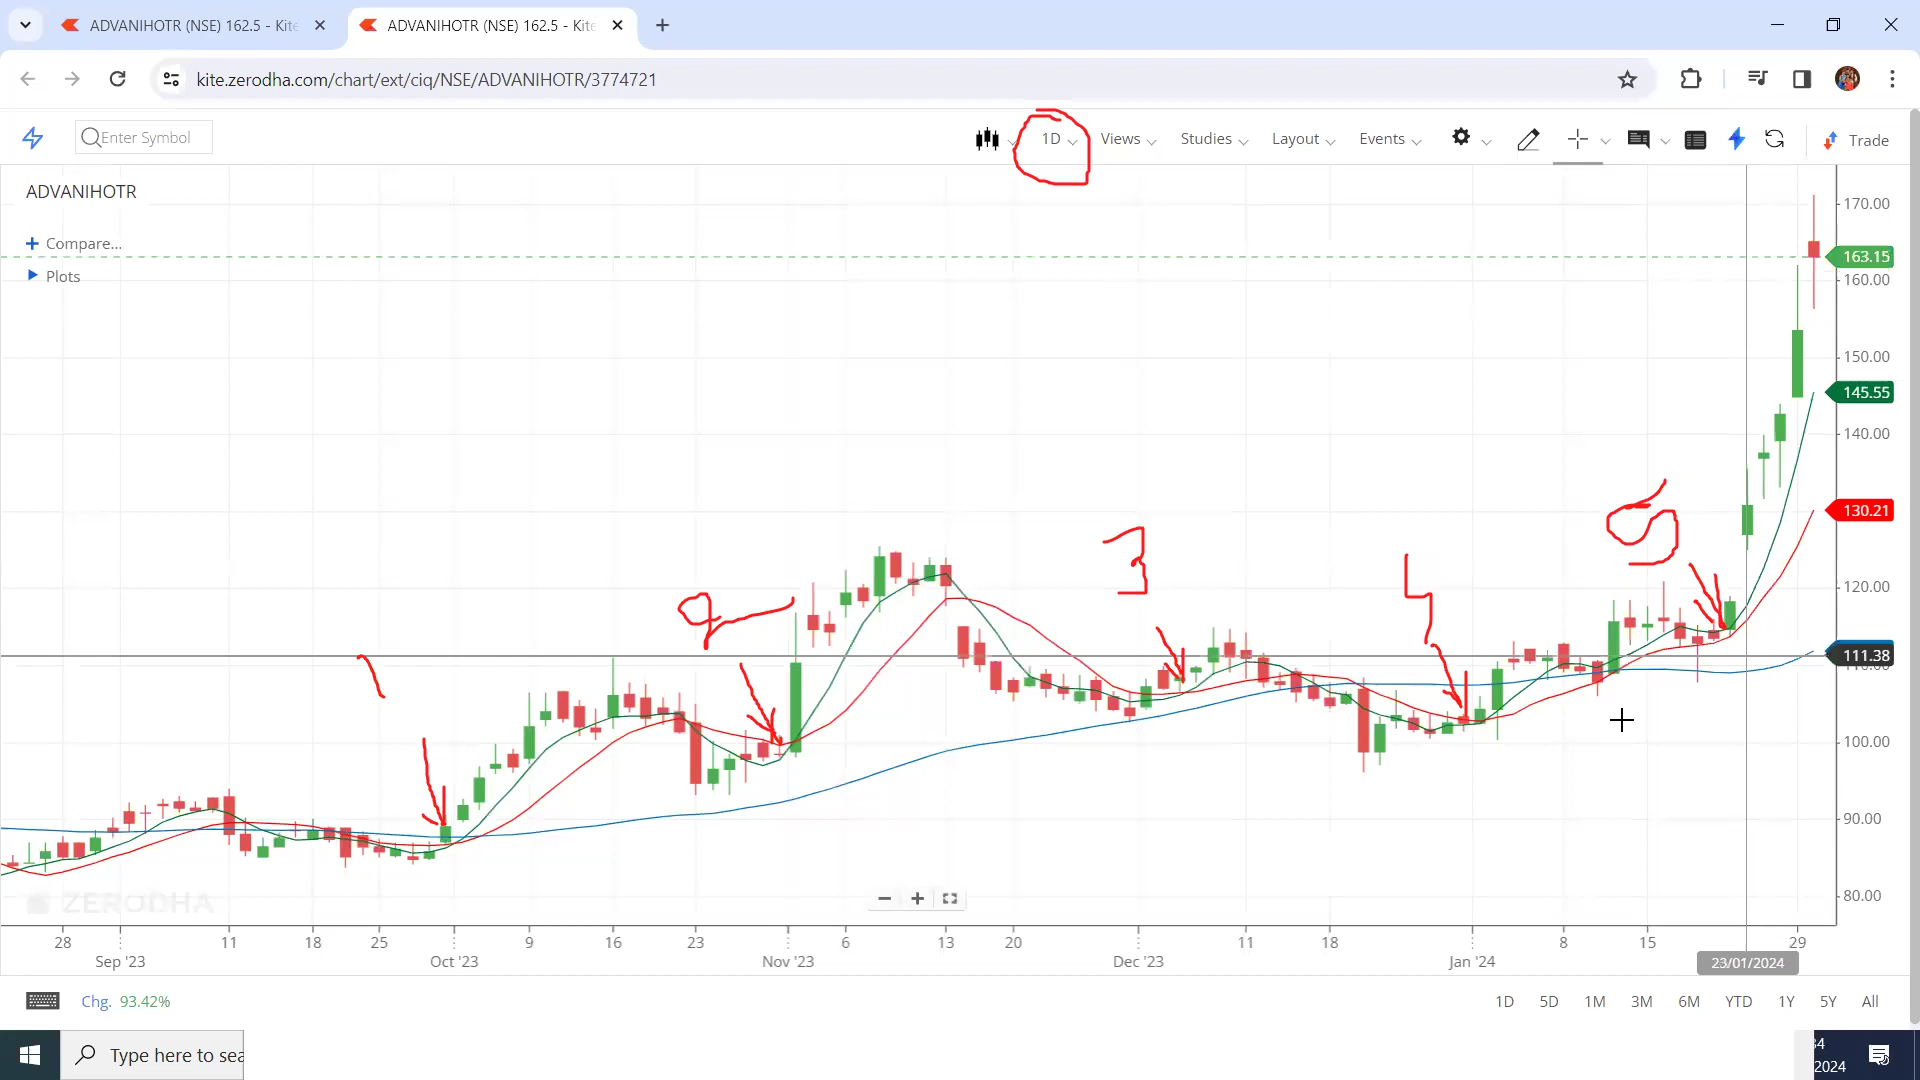 ADVANIHOTR (NSE) 162.5 - Kite
ADVANIHOTR (NSE) 162.5 - Kite
kite.zerodha.com/chart/ext/ciq/NSE/ADVANIHOTR/3774721
Enter Symbol
1D
Views
Studies
Layout
Events
Trade
ADVANIHOTR
Compare...
Plots
170.00
163.15
160.00
150.00
145.55
140.00
130.21
120.00
111.38
110.00
100.00
90.00
80.00
1
2
3
4
5
ZERODHA
28 11 18 25 9 16 23 6 13 20 11 18 8 15 29
Sep '23 Oct '23 Nov '23 Dec '23 Jan '24 23/01/2024
Chg. 93.42%
1D 5D 1M 3M 6M YTD 1Y 5Y All
Type here to sea
34
2024